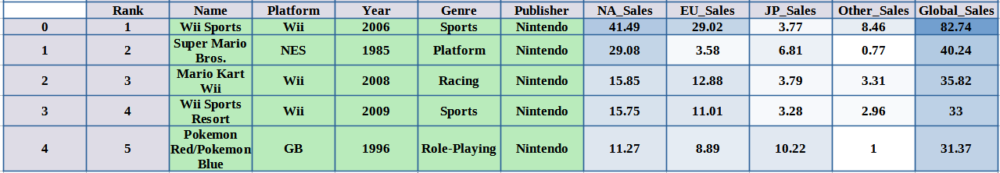 Rank Name Platform Year Genre Publisher NA_Sales EU_Sales JP_Sales Other_Sales Global_Sales
0 1 Wii Sports Wii 2006 Sports Nintendo 41.49 29.02 3.77 8.46 82.74
1 2 Super Mario Bros. NES 1985 Platform Nintendo 29.08 3.58 6.81 0.77 40.24
2 3 Mario Kart Wii Wii 2008 Racing Nintendo 15.85 12.88 3.79 3.31 35.82
3 4 Wii Sports Resort Wii 2009 Sports Nintendo 15.75 11.01 3.28 2.96 33
4 5 Pokemon Red/Pokemon Blue GB 1996 Role-Playing Nintendo 11.27 8.89 10.22 1 31.37